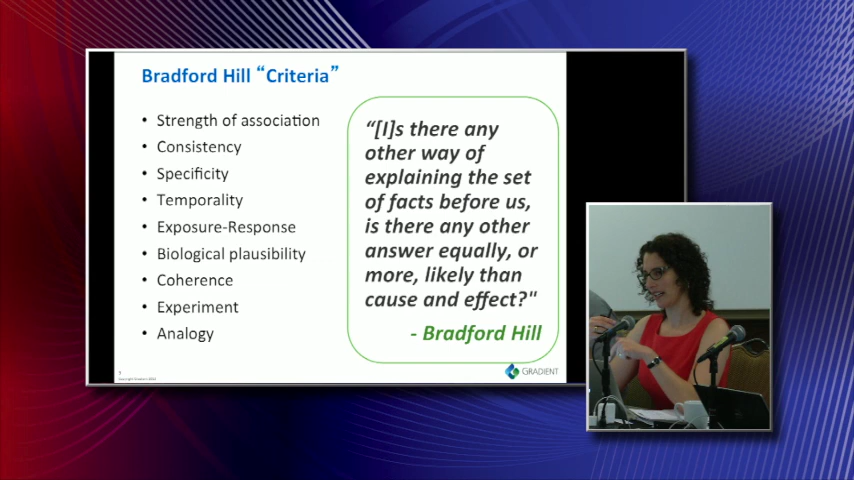 Bradford Hill “Criteria”
• Strength of association
• Consistency
• Specificity
• Temporality
• Exposure-Response
• Biological plausibility
• Coherence
• Experiment
• Analogy
“[I]s there any
other way of
explaining the set
of facts before us,
is there any other
answer equally, or
more, likely than
cause and effect?"
- Bradford Hill
GRADIENT